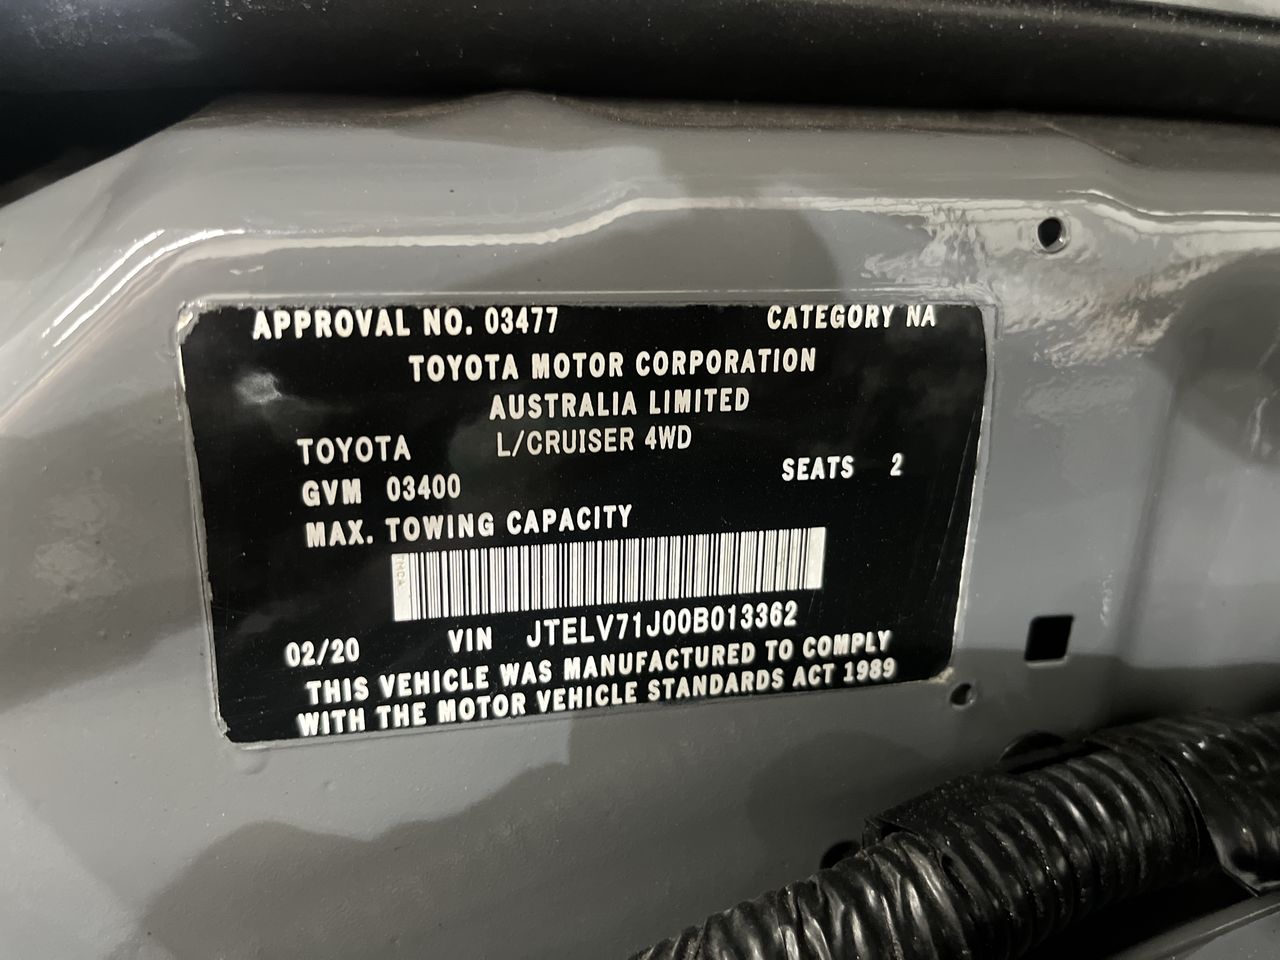 APPROVAL NO. 03477 CATEGORY NA
TOYOTA MOTOR CORPORATION
AUSTRALIA LIMITED
TOYOTA L/CRUISER 4WD
GVM 03400 SEATS 2
MAX. TOWING CAPACITY
TMCA
02/20 VIN JTELV71J00B013362
THIS VEHICLE WAS MANUFACTURED TO COMPLY
WITH THE MOTOR VEHICLE STANDARDS ACT 1989